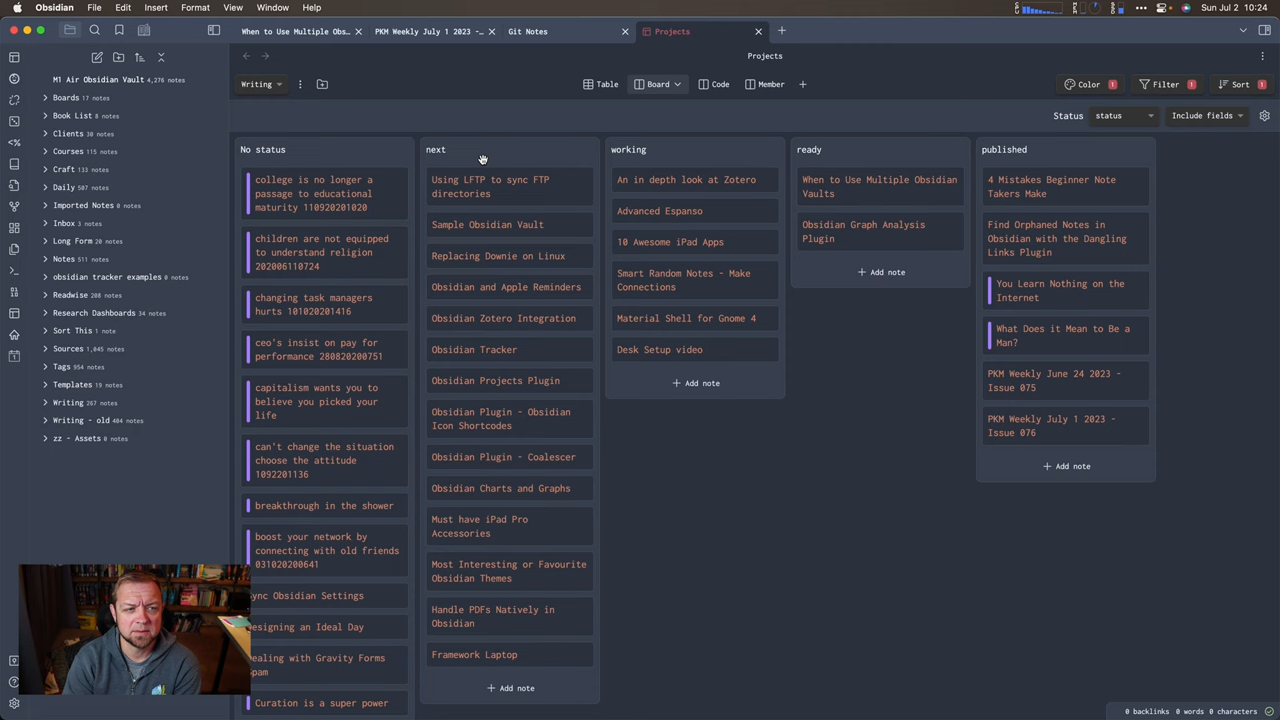 Obsidian File Edit View Insert Format Window Help Sun Jul 2 10:24
When to Use Multiple Obs… PKM Weekly July 1 2023 -… Git Notes Projects
Projects
Writing Table Board Code Member Color ! Filter ! Sort !
Status status Include fields
M1 Air Obsidian Vault 4,276 notes
Boards 17 notes
Book List 8 notes
Clients 30 notes
Courses 115 notes
Craft 133 notes
Daily 507 notes
Imported Notes 0 notes
Inbox 3 notes
Long Form 20 notes
Notes 511 notes
obsidian tracker examples 0 notes
Readwise 208 notes
Research Dashboards 34 notes
Sort This 1 note
Sources 1,045 notes
Tags 954 notes
Templates 19 notes
Writing 267 notes
Writing - old 404 notes
zz - Assets 0 notes
No status
college is no longer a
passage to educational
maturity 110920201020
children are not equipped
to understand religion
202006110724
changing task managers
hurts 101020201416
ceo's insist on pay for
performance 280820200751
capitalism wants you to
believe you picked your
life
can't change the situation
choose the attitude
1092201136
breakthrough in the shower
boost your network by
connecting with old friends
031020200641
ync Obsidian Settings
esigning an Ideal Day
ealing with Gravity Forms
pam
Curation is a super power
next
Using LFTP to sync FTP
directories
Sample Obsidian Vault
Replacing Downie on Linux
Obsidian and Apple Reminders
Obsidian Zotero Integration
Obsidian Tracker
Obsidian Projects Plugin
Obsidian Plugin - Obsidian
Icon Shortcodes
Obsidian Plugin - Coalescer
Obsidian Charts and Graphs
Must have iPad Pro
Accessories
Most Interesting or Favourite
Obsidian Themes
Handle PDFs Natively in
Obsidian
Framework Laptop
+ Add note
working
An in depth look at Zotero
Advanced Espanso
10 Awesome iPad Apps
Smart Random Notes - Make
Connections
Material Shell for Gnome 4
Desk Setup video
+ Add note
ready
When to Use Multiple Obsidian
Vaults
Obsidian Graph Analysis
Plugin
+ Add note
published
4 Mistakes Beginner Note
Takers Make
Find Orphaned Notes in
Obsidian with the Dangling
Links Plugin
You Learn Nothing on the
Internet
What Does it Mean to Be a
Man?
PKM Weekly June 24 2023 -
Issue 075
PKM Weekly July 1 2023 -
Issue 076
+ Add note
0 backlinks 0 words 0 characters